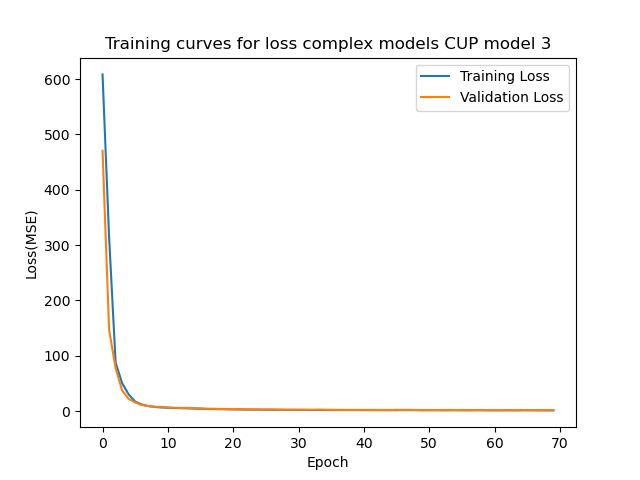 Training curves for loss complex models CUP model 3
Training Loss
Validation Loss
Loss(MSE)
600
500
400
300
200
100
0
0 10 20 30 40 50 60 70
Epoch